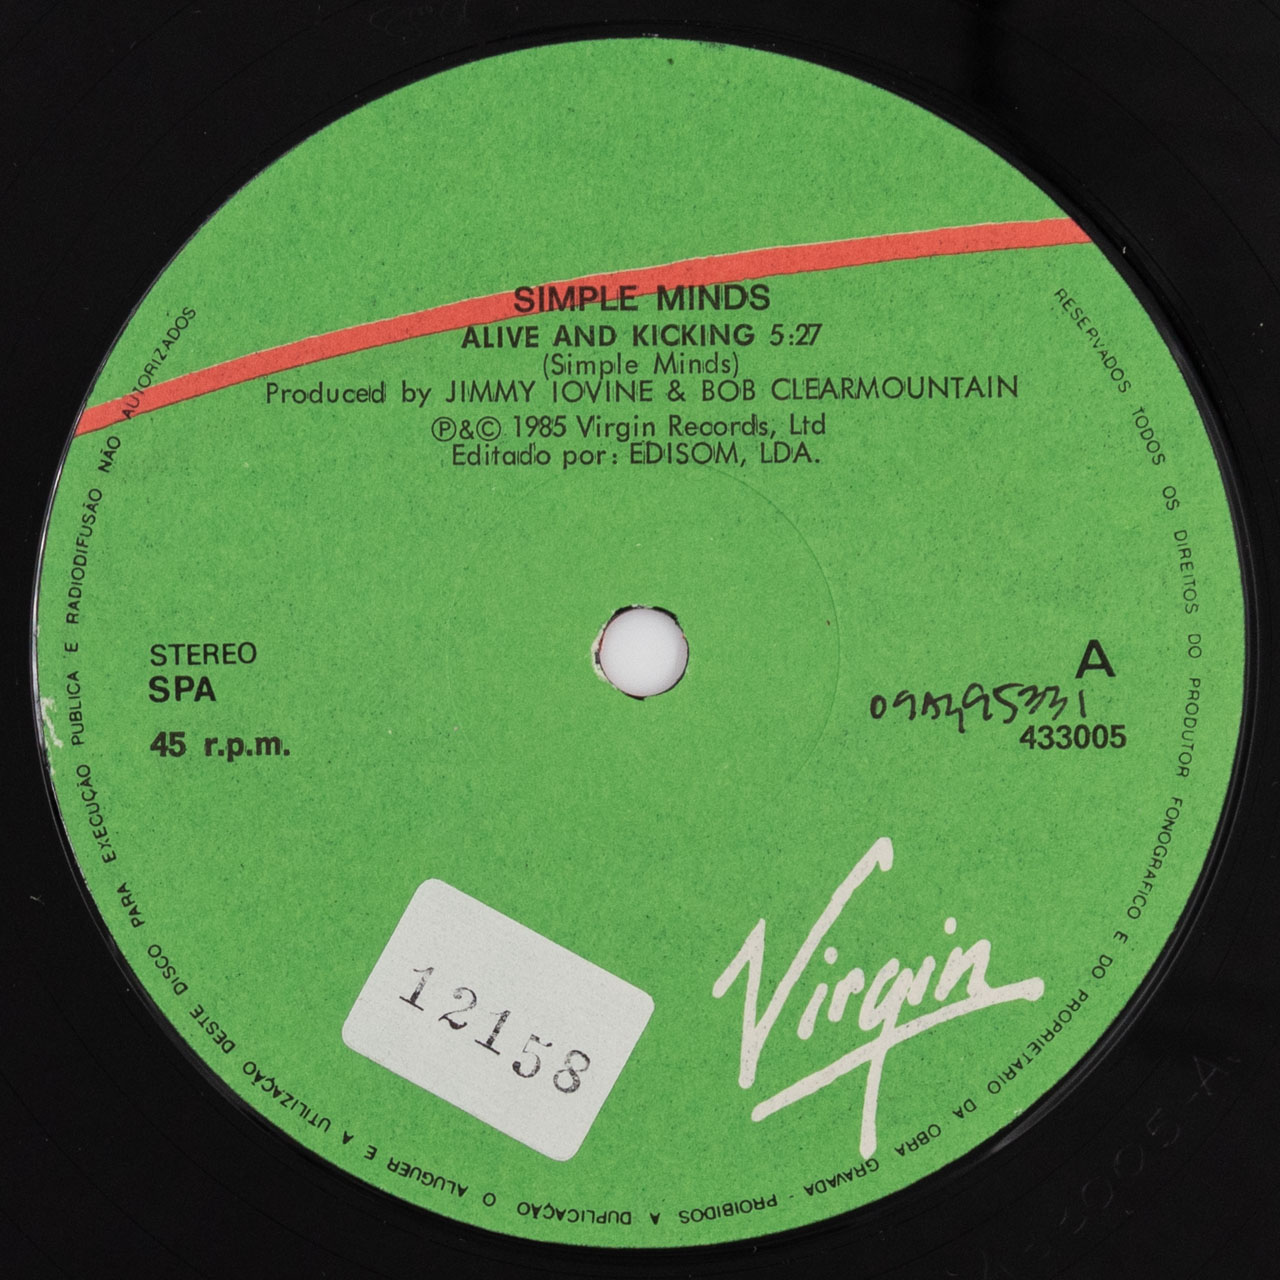 SIMPLE MINDS
ALIVE AND KICKING 5:27
(Simple Minds)
Produced by JIMMY IOVINE & BOB CLEARMOUNTAIN
Ⓟ&© 1985 Virgin Records, Ltd
Editado por: EDISOM, LDA.
STEREO
SPA
45 r.p.m.
A
433005
Virgin
12158
RESERVADOS TODOS OS DIREITOS DO PRODUTOR FONOGRAFICO E DO PROPRIETARIO DA OBRA GRAVADA - PROIBIDOS A DUPLICAÇÃO O ALUGUER E A UTILIZAÇÃO DESTE DISCO PARA EXECUÇÃO PUBLICA E RADIODIFUSÃO NÃO AUTORIZADOS